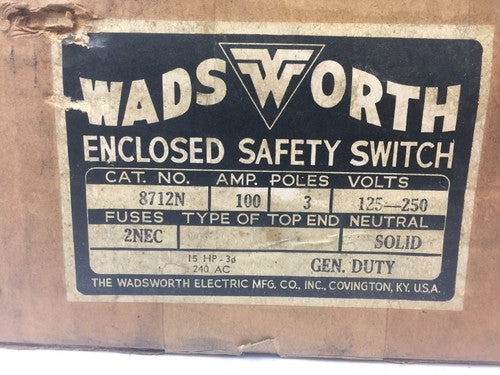 WADSWORTH
ENCLOSED SAFETY SWITCH
CAT. NO. AMP. POLES VOLTS
8712N 100 3 125—250
FUSES TYPE OF TOP END NEUTRAL
2NEC SOLID
15 HP - 3ø
240 AC
GEN. DUTY
THE WADSWORTH ELECTRIC MFG. CO., INC., COVINGTON, KY. U.S.A.